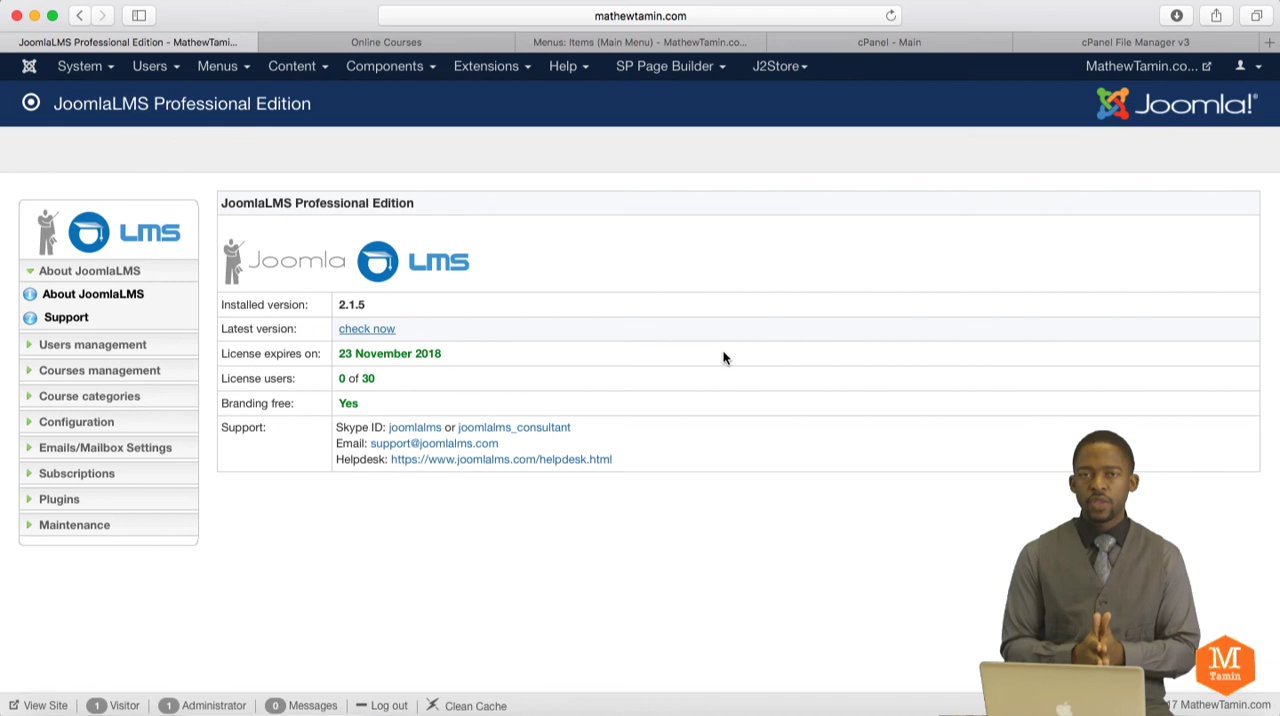 mathewtamin.com
JoomlaLMS Professional Edition - MathewTami...
Online Courses
Menus: Items (Main Menu) - MathewTamin.co...
cPanel - Main
cPanel File Manager v3
System
Users
Menus
Content
Components
Extensions
Help
SP Page Builder
J2Store
MathewTamin.co...
JoomlaLMS Professional Edition
Joomla!®
LMS
About JoomlaLMS
About JoomlaLMS
Support
Users management
Courses management
Course categories
Configuration
Emails/Mailbox Settings
Subscriptions
Plugins
Maintenance
JoomlaLMS Professional Edition
Joomla LMS
Installed version: 2.1.5
Latest version: check now
License expires on: 23 November 2018
License users: 0 of 30
Branding free: Yes
Support: Skype ID: joomlalms or joomlalms_consultant
Email: support@joomlalms.com
Helpdesk: https://www.joomlalms.com/helpdesk.html
M
Tamin
View Site 1 Visitor 1 Administrator 0 Messages Log out Clean Cache
17 MathewTamin.com